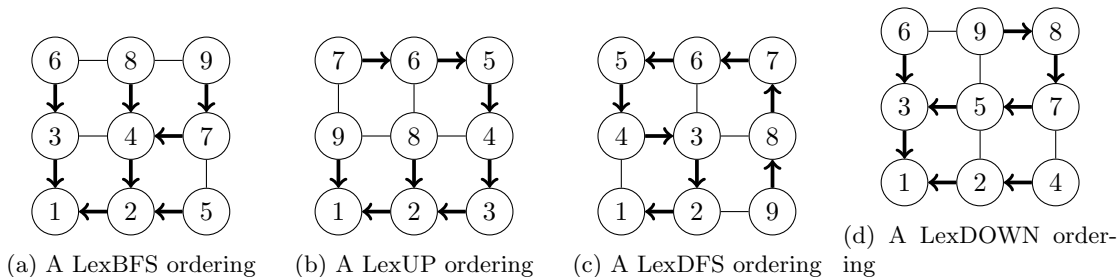 6 8 9
3 4 7
1 2 5
(a) A LexBFS ordering
7 6 5
9 8 4
1 2 3
(b) A LexUP ordering
5 6 7
4 3 8
1 2 9
(c) A LexDFS ordering
6 9 8
3 5 7
1 2 4
(d) A LexDOWN order-
ing